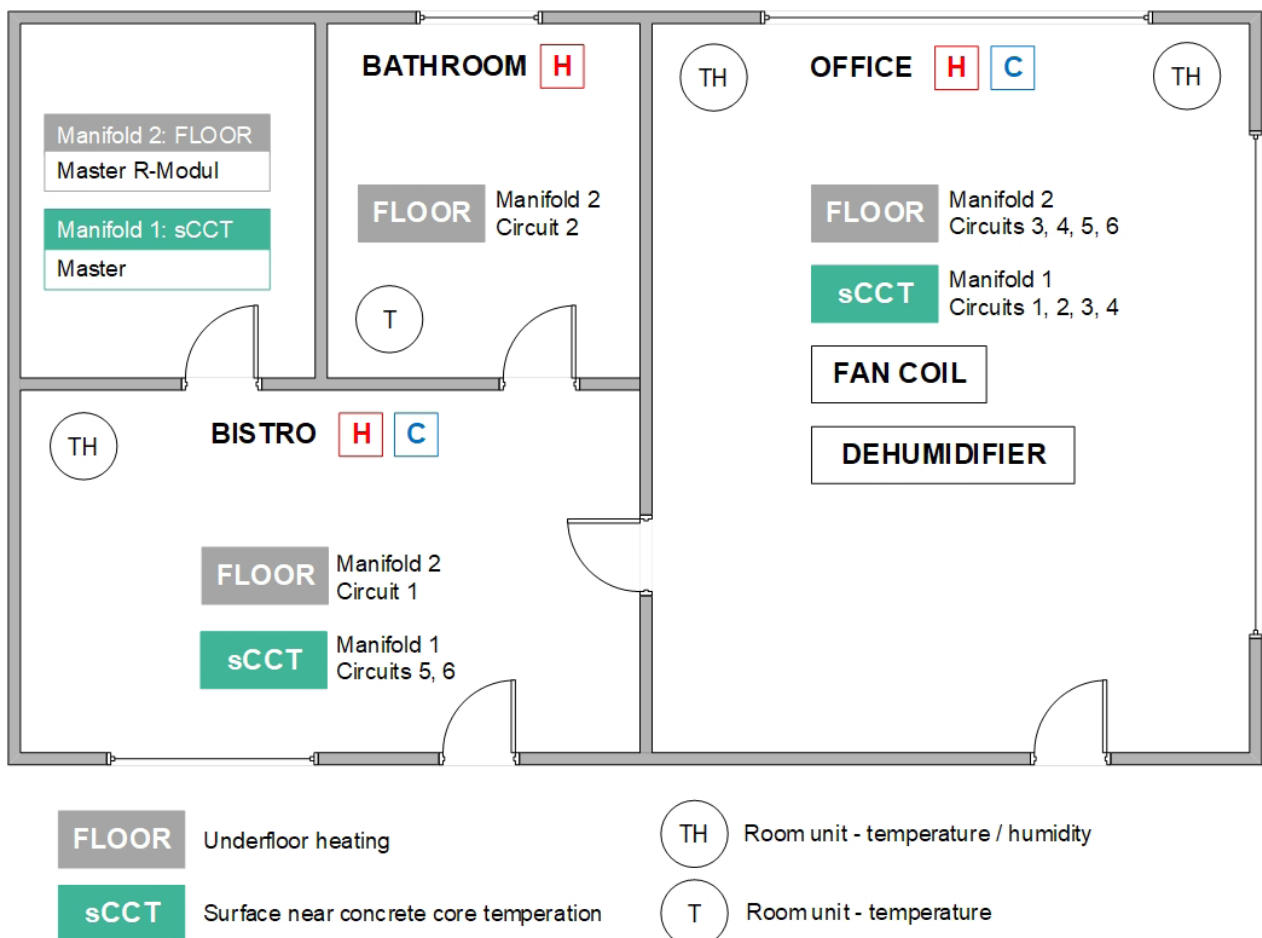 Manifold 2: FLOOR
Master R-Modul
Manifold 1: sCCT
Master
BATHROOM H
FLOOR Manifold 2
Circuit 2
T
TH OFFICE H C TH
FLOOR Manifold 2
Circuits 3, 4, 5, 6
sCCT Manifold 1
Circuits 1, 2, 3, 4
FAN COIL
DEHUMIDIFIER
TH BISTRO H C
FLOOR Manifold 2
Circuit 1
sCCT Manifold 1
Circuits 5, 6
FLOOR Underfloor heating
sCCT Surface near concrete core temperation
TH Room unit - temperature / humidity
T Room unit - temperature